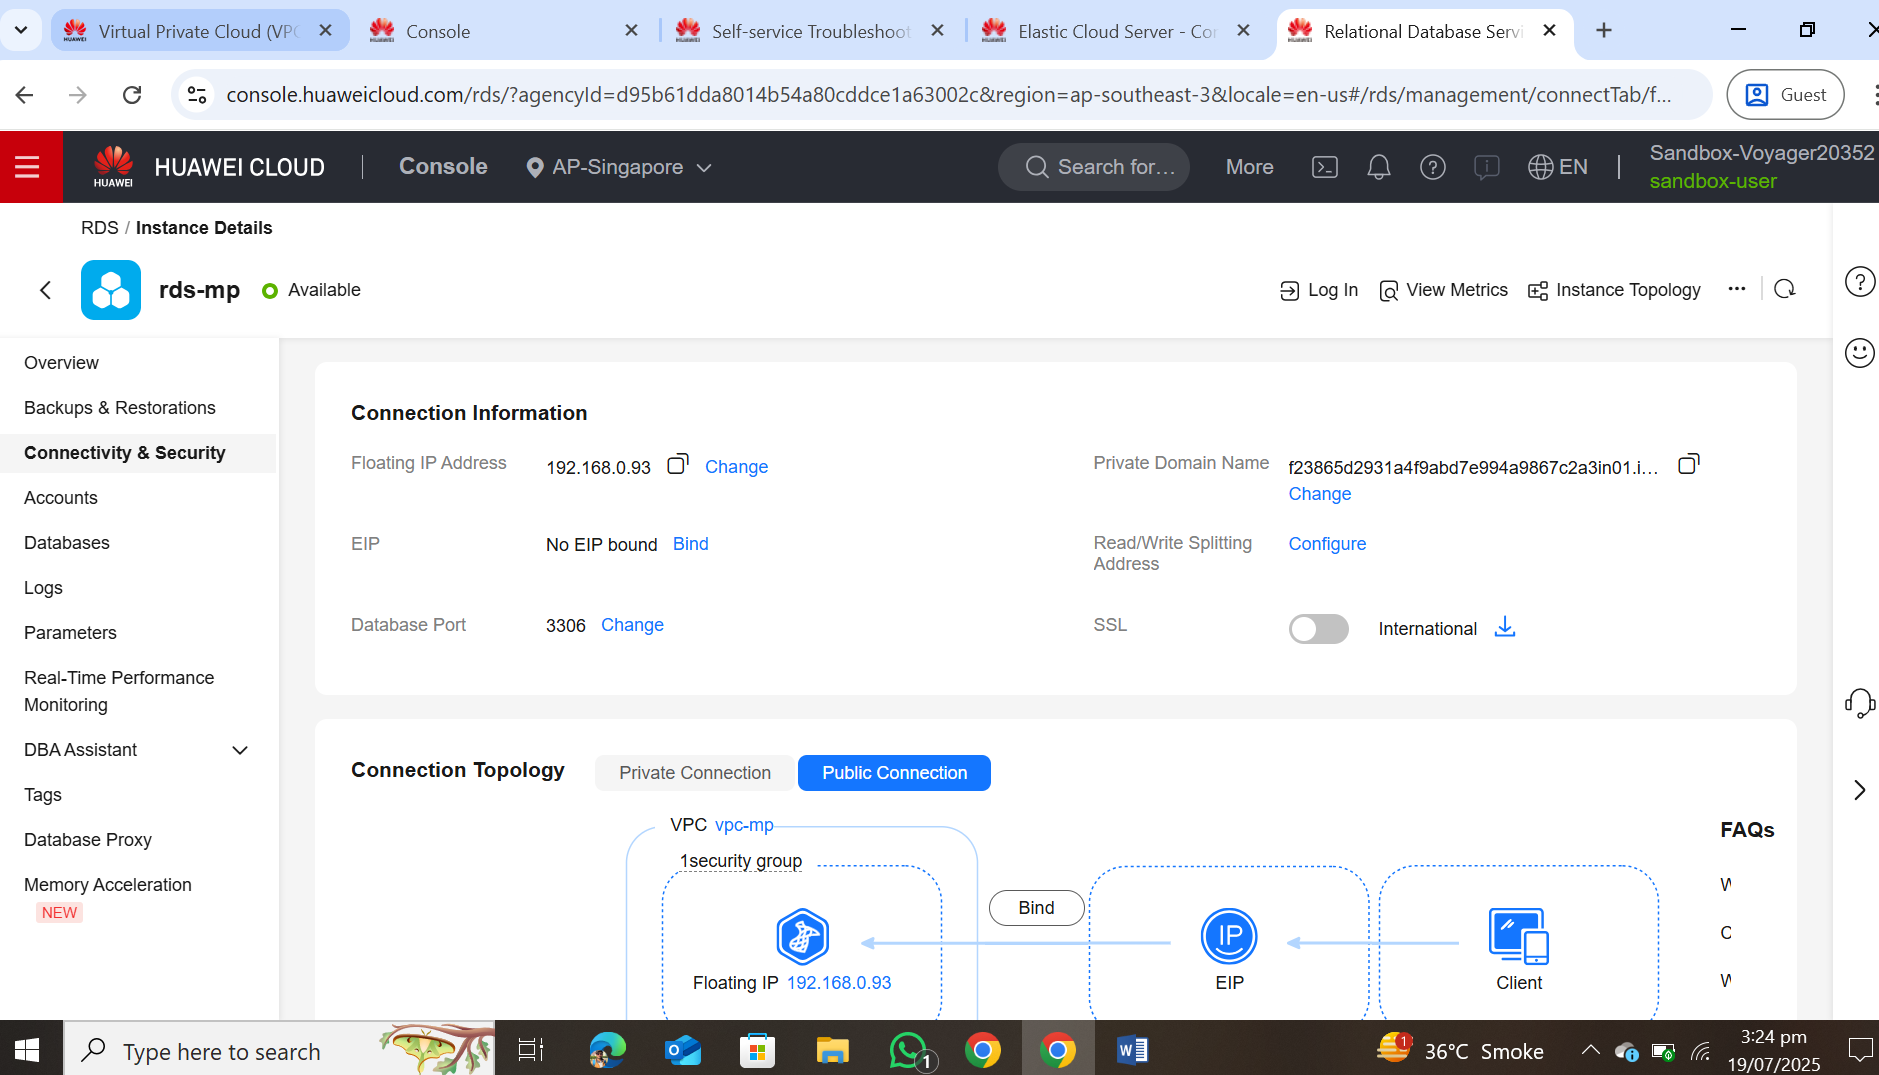 Virtual Private Cloud (VPC
Console
Self-service Troubleshoot
Elastic Cloud Server - Con
Relational Database Servi
console.huaweicloud.com/rds/?agencyId=d95b61dda8014b54a80cddce1a63002c&region=ap-southeast-3&locale=en-us#/rds/management/connectTab/f...
Guest
HUAWEI
HUAWEI CLOUD
Console
AP-Singapore
Search for...
More
EN
Sandbox-Voyager20352
sandbox-user
RDS / Instance Details
rds-mp
Available
Log In
View Metrics
Instance Topology
Overview
Backups & Restorations
Connectivity & Security
Accounts
Databases
Logs
Parameters
Real-Time Performance
Monitoring
DBA Assistant
Tags
Database Proxy
Memory Acceleration
NEW
Connection Information
Floating IP Address
192.168.0.93
Change
Private Domain Name
f23865d2931a4f9abd7e994a9867c2a3in01.i...
Change
EIP
No EIP bound
Bind
Read/Write Splitting
Address
Configure
Database Port
3306
Change
SSL
International
Connection Topology
Private Connection
Public Connection
VPC vpc-mp
1security group
Bind
IP
Floating IP 192.168.0.93
EIP
Client
FAQs
Type here to search
1
1
36°C Smoke
3:24 pm
19/07/2025